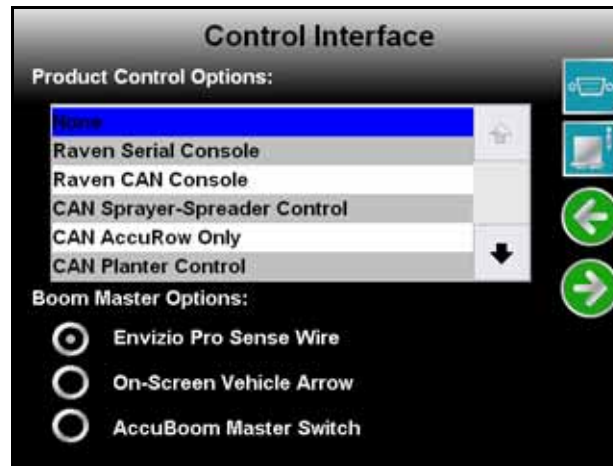 Control Interface
Product Control Options:
None
Raven Serial Console
Raven CAN Console
CAN Sprayer-Spreader Control
CAN AccuRow Only
CAN Planter Control
Boom Master Options:
Envizio Pro Sense Wire
On-Screen Vehicle Arrow
AccuBoom Master Switch